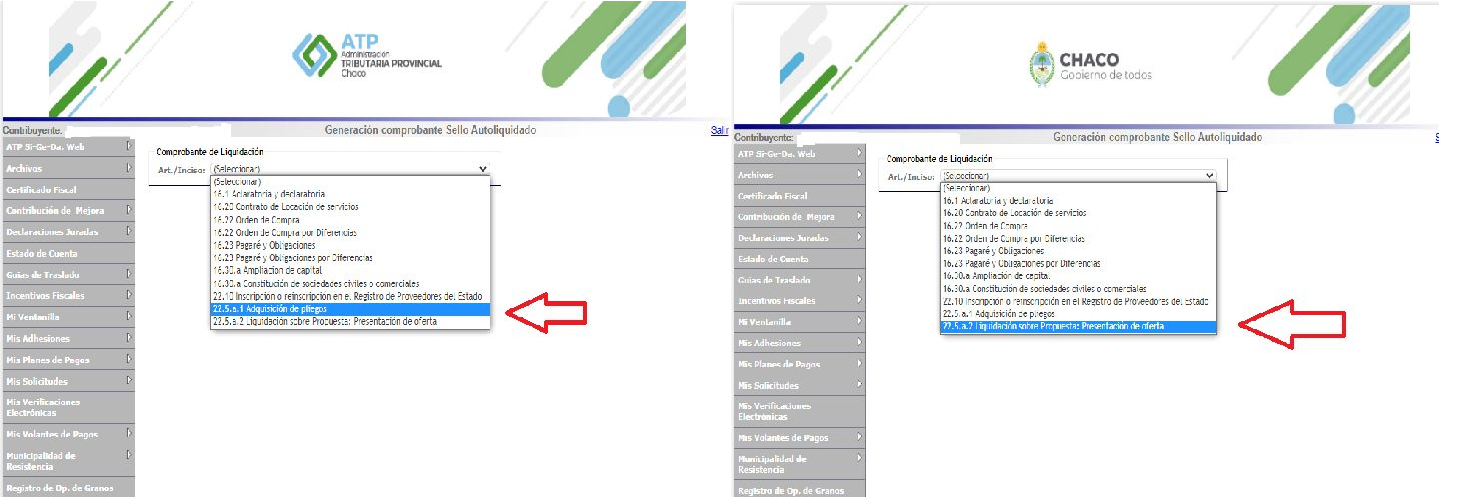 ATP
Administración
TRIBUTARIA PROVINCIAL
Chaco
Contribuyente:
Generación comprobante Sello Autoliquidado
Salir
ATP Si-Ge-Da. Web
Archivos
Certificado Fiscal
Contribución de Mejora
Declaraciones Juradas
Estado de Cuenta
Guias de Traslado
Incentivos Fiscales
Mi Ventanilla
Mis Adhesiones
Mis Planes de Pagos
Mis Solicitudes
Mis Verificaciones
Electrónicas
Mis Volantes de Pagos
Municipalidad de
Resistencia
Registro de Op. de Granos
Comprobante de Liquidación
Art./Inciso: (Seleccionar)
(Seleccionar)
16.1 Aclaratoria y declaratoria
16.20 Contrato de Locación de servicios
16.22 Orden de Compra
16.22 Orden de Compra por Diferencias
16.23 Pagaré y Obligaciones
16.23 Pagaré y Obligaciones por Diferencias
16.30.a Ampliación de capital
16.30.a Constitución de sociedades civiles o comerciales
22.10 Inscripción o reinscripción en el Registro de Proveedores del Estado
22.5.a.1 Adquisición de pliegos
22.5.a.2 Liquidación sobre Propuesta: Presentación de oferta
CHACO
Gobierno de todos
Contribuyente:
Generación comprobante Sello Autoliquidado
S
ATP Si-Ge-Da. Web
Archivos
Certificado Fiscal
Contribución de Mejora
Declaraciones Juradas
Estado de Cuenta
Guias de Traslado
Incentivos Fiscales
Mi Ventanilla
Mis Adhesiones
Mis Planes de Pagos
Mis Solicitudes
Mis Verificaciones
Electrónicas
Mis Volantes de Pagos
Municipalidad de
Resistencia
Registro de Op. de Granos
Comprobante de Liquidación
Art./Inciso: (Seleccionar)
(Seleccionar)
16.1 Aclaratoria y declaratoria
16.20 Contrato de Locación de servicios
16.22 Orden de Compra
16.22 Orden de Compra por Diferencias
16.23 Pagaré y Obligaciones
16.23 Pagaré y Obligaciones por Diferencias
16.30.a Ampliación de capital
16.30.a Constitución de sociedades civiles o comerciales
22.10 Inscripción o reinscripción en el Registro de Proveedores del Estado
22.5.a.1 Adquisición de pliegos
22.5.a.2 Liquidación sobre Propuesta: Presentación de oferta